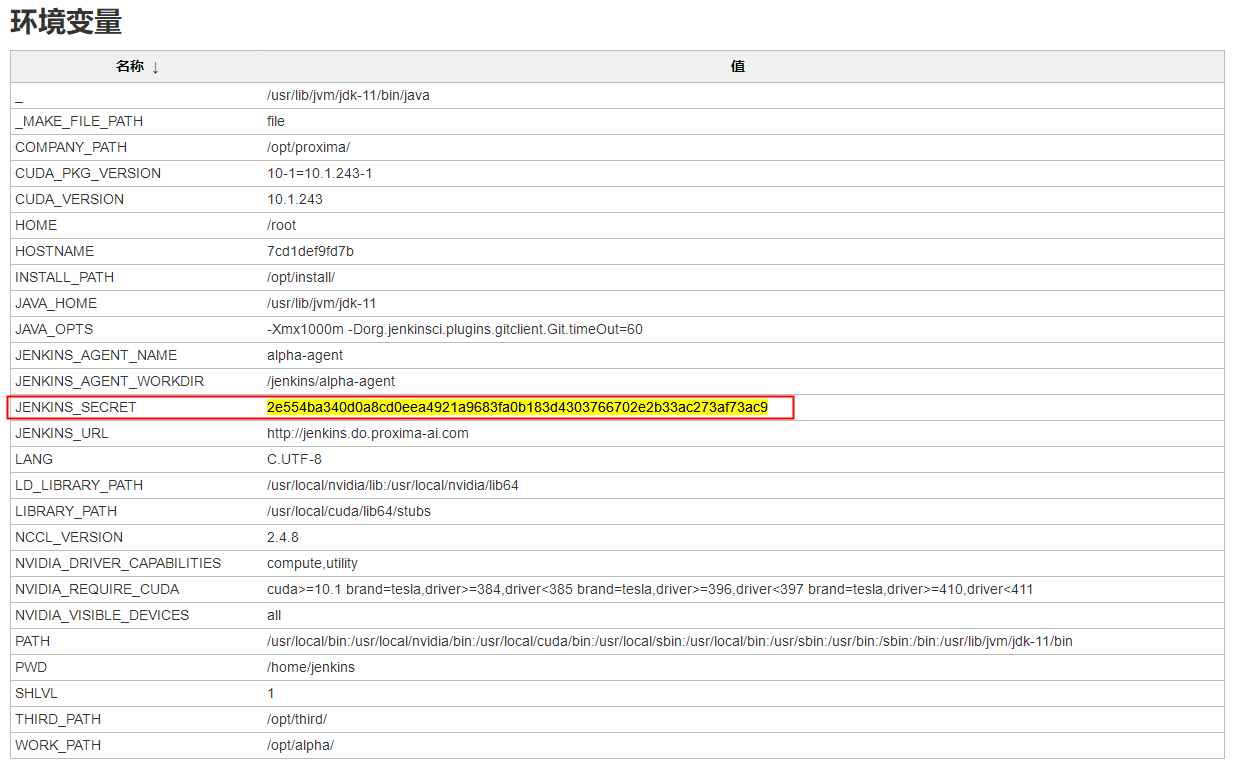 环境变量
名称 ↓ 值
_ /usr/lib/jvm/jdk-11/bin/java
_MAKE_FILE_PATH file
COMPANY_PATH /opt/proxima/
CUDA_PKG_VERSION 10-1=10.1.243-1
CUDA_VERSION 10.1.243
HOME /root
HOSTNAME 7cd1def9fd7b
INSTALL_PATH /opt/install/
JAVA_HOME /usr/lib/jvm/jdk-11
JAVA_OPTS -Xmx1000m -Dorg.jenkinsci.plugins.gitclient.Git.timeOut=60
JENKINS_AGENT_NAME alpha-agent
JENKINS_AGENT_WORKDIR /jenkins/alpha-agent
JENKINS_SECRET 2e554ba340d0a8cd0eea4921a9683fa0b183d4303766702e2b33ac273af73ac9
JENKINS_URL http://jenkins.do.proxima-ai.com
LANG C.UTF-8
LD_LIBRARY_PATH /usr/local/nvidia/lib:/usr/local/nvidia/lib64
LIBRARY_PATH /usr/local/cuda/lib64/stubs
NCCL_VERSION 2.4.8
NVIDIA_DRIVER_CAPABILITIES compute,utility
NVIDIA_REQUIRE_CUDA cuda>=10.1 brand=tesla,driver>=384,driver<385 brand=tesla,driver>=396,driver<397 brand=tesla,driver>=410,driver<411
NVIDIA_VISIBLE_DEVICES all
PATH /usr/local/bin:/usr/local/nvidia/bin:/usr/local/cuda/bin:/usr/local/sbin:/usr/local/bin:/usr/sbin:/usr/bin:/sbin:/bin:/usr/lib/jvm/jdk-11/bin
PWD /home/jenkins
SHLVL 1
THIRD_PATH /opt/third/
WORK_PATH /opt/alpha/